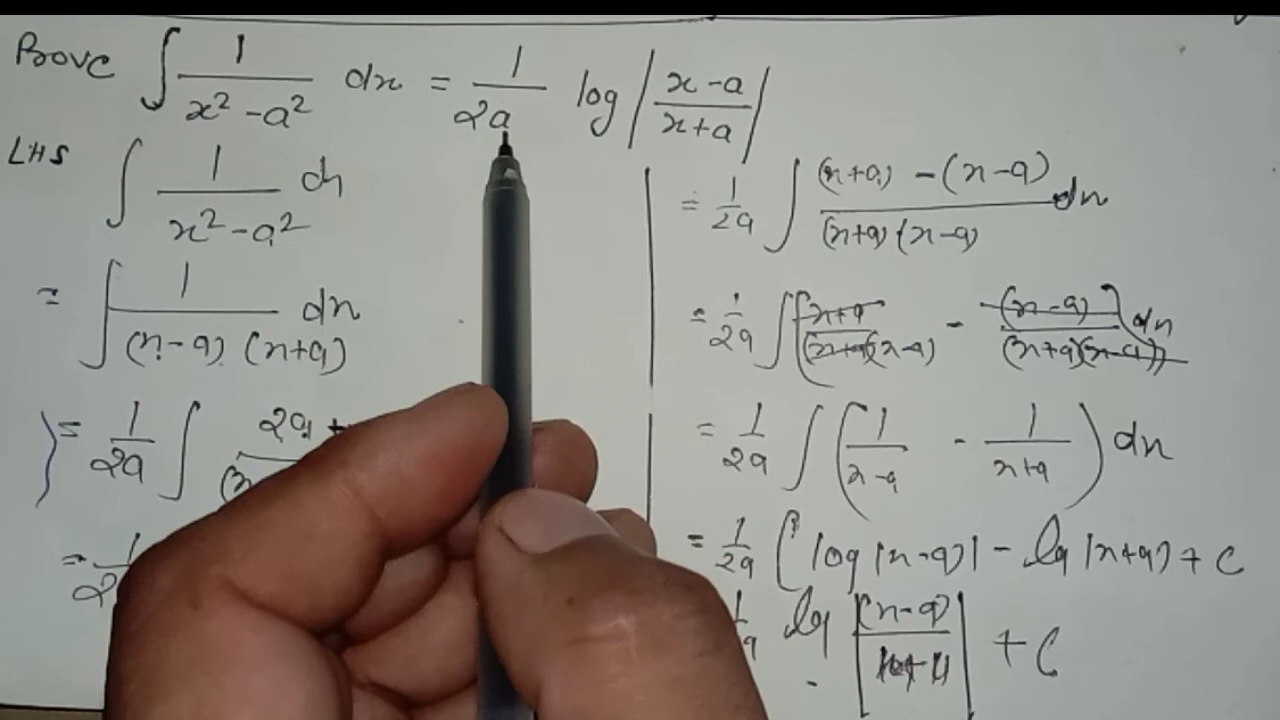 Prove ∫ 1/(x² - a²) dx = 1/2a log |(x - a)/(x + a)|
LHS ∫ 1/(x² - a²) dx
= ∫ 1/((x - a) (x + a)) dx
= 1/2a ∫ 2a
=
= 1/2a ∫ ((x + a) - (x - a))/((x + a) (x - a)) dx
= 1/2a ∫ ((x + a)/((x + a)(x - a)) - (x - a)/((x + a)(x - a))) dx
= 1/2a ∫ (1/(x - a) - 1/(x + a)) dx
= 1/2a [log |x - a| - log |x + a| + C
log |(x - a)/(x + a)| + C